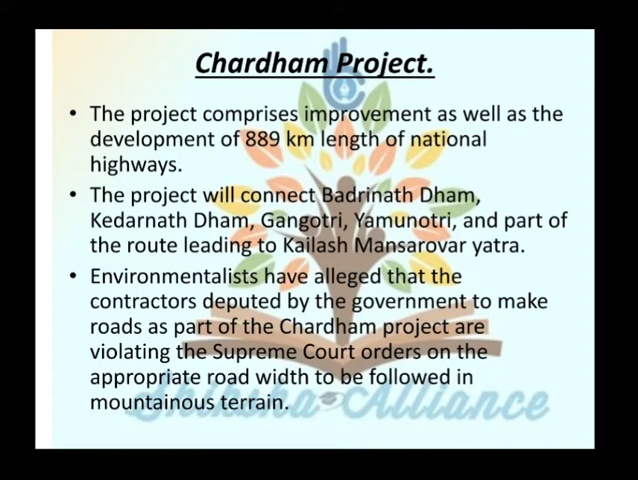 Chardham Project.
• The project comprises improvement as well as the
development of 889 km length of national
highways.
• The project will connect Badrinath Dham,
Kedarnath Dham, Gangotri, Yamunotri, and part of
the route leading to Kailash Mansarovar yatra.
• Environmentalists have alleged that the
contractors deputed by the government to make
roads as part of the Chardham project are
violating the Supreme Court orders on the
appropriate road width to be followed in
mountainous terrain.
Shiksha Alliance